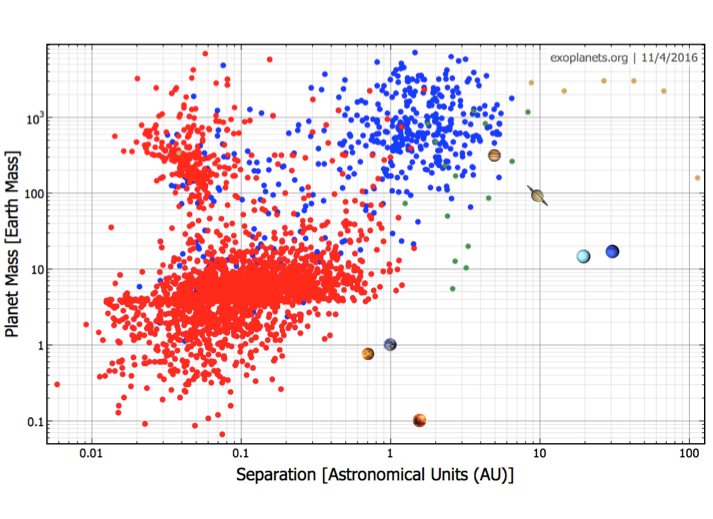 exoplanets.org | 11/4/2016
Planet Mass [Earth Mass]
10³
100
10
1
0.1
0.01 0.1 1 10 100
Separation [Astronomical Units (AU)]